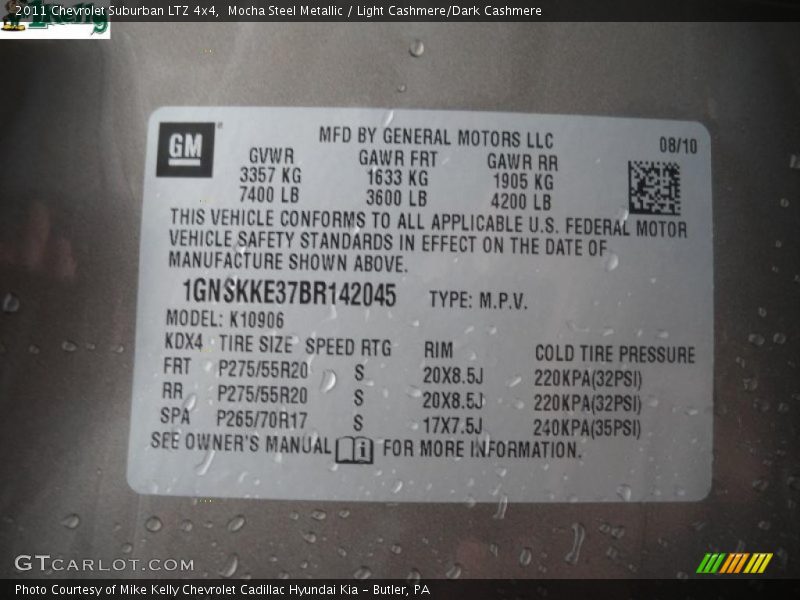 2011 Chevrolet Suburban LTZ 4x4,  Mocha Steel Metallic / Light Cashmere/Dark Cashmere
GM
MFD BY GENERAL MOTORS LLC
08/10
GVWR GAWR FRT GAWR RR
3357 KG 1633 KG 1905 KG
7400 LB 3600 LB 4200 LB
THIS VEHICLE CONFORMS TO ALL APPLICABLE U.S. FEDERAL MOTOR
VEHICLE SAFETY STANDARDS IN EFFECT ON THE DATE OF
MANUFACTURE SHOWN ABOVE.
1GNSKKE37BR142045 TYPE: M.P.V.
MODEL: K10906
KDX4 TIRE SIZE SPEED RTG RIM COLD TIRE PRESSURE
FRT P275/55R20 S 20X8.5J 220KPA(32PSI)
RR P275/55R20 S 20X8.5J 220KPA(32PSI)
SPA P265/70R17 S 17X7.5J 240KPA(35PSI)
SEE OWNER'S MANUAL i FOR MORE INFORMATION.
GTCARLOT.COM
Photo Courtesy of Mike Kelly Chevrolet Cadillac Hyundai Kia – Butler, PA